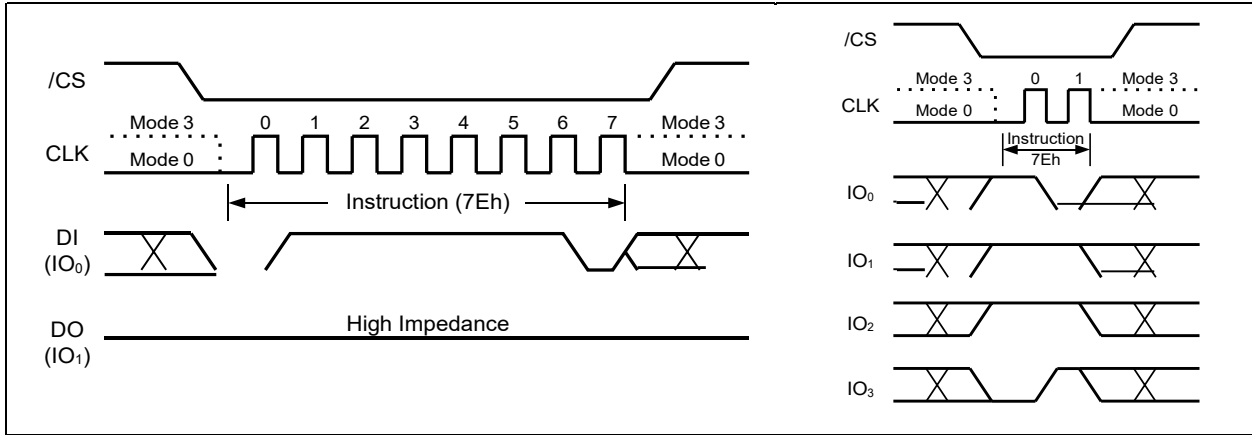 /CS
Mode 3 0 1 2 3 4 5 6 7 Mode 3
CLK
Mode 0 Mode 0
Instruction (7Eh)
DI
(IO₀)
High Impedance
DO
(IO₁)
/CS
Mode 3 0 1 Mode 3
CLK
Mode 0 Mode 0
Instruction
7Eh
IO₀
IO₁
IO₂
IO₃